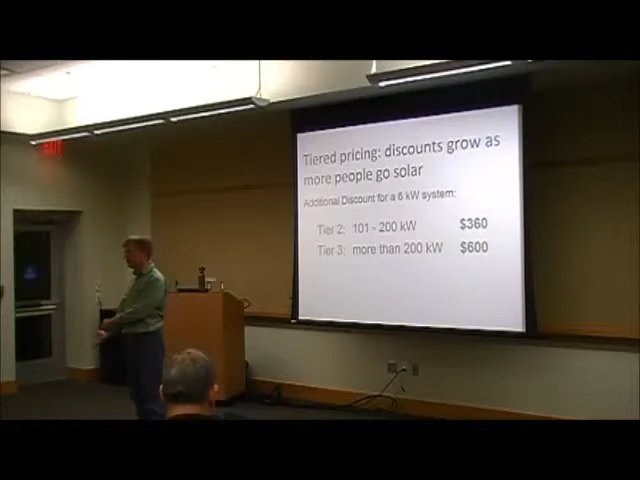 EXIT
Tiered pricing: discounts grow as
more people go solar
Additional Discount for a 6 kW system:
Tier 2: 101 - 200 kW $360
Tier 3: more than 200 kW $600